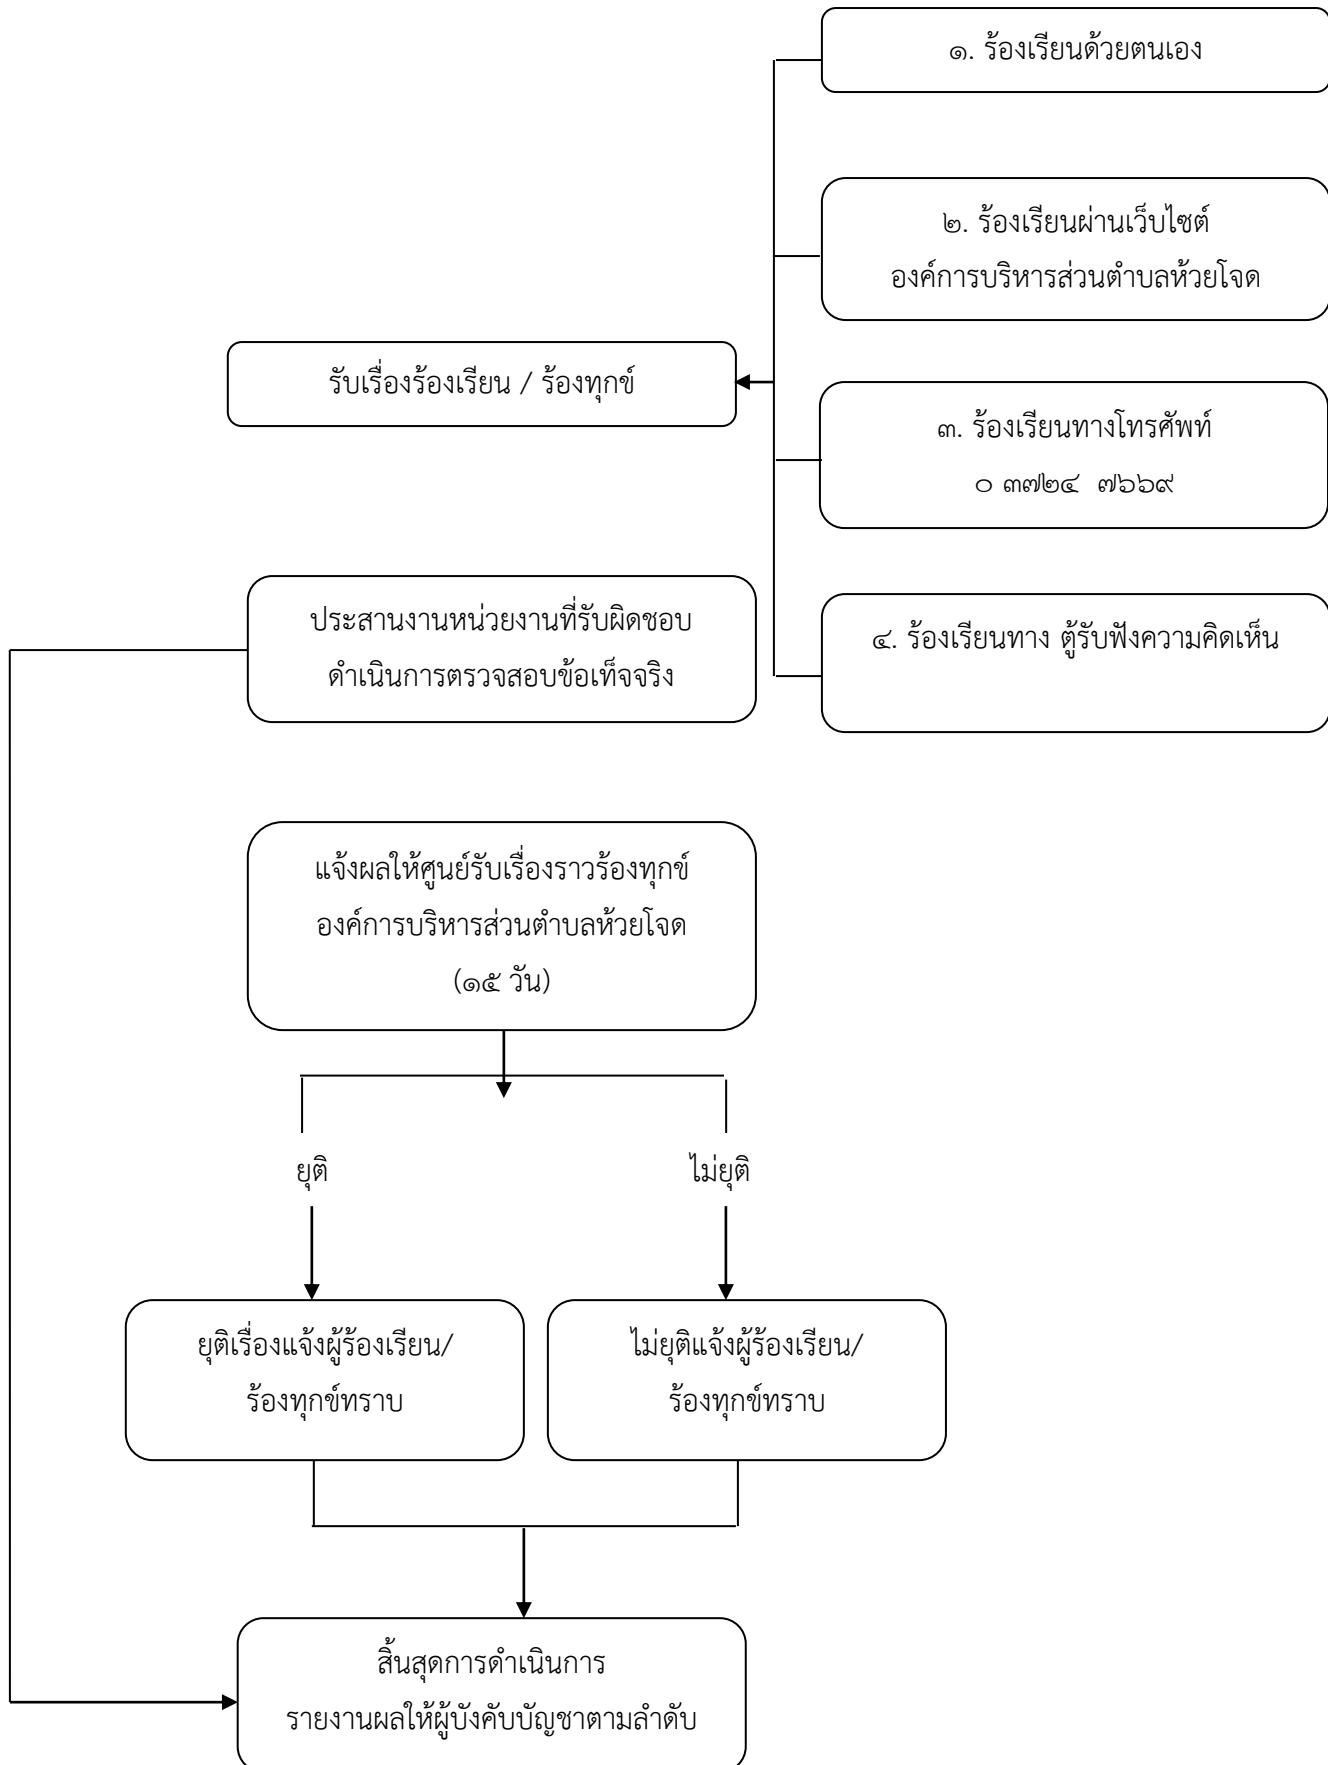 ๑. ร้องเรียนด้วยตนเอง
๒. ร้องเรียนผ่านเว็บไซต์
องค์การบริหารส่วนตำบลห้วยโจด
รับเรื่องร้องเรียน / ร้องทุกข์
๓. ร้องเรียนทางโทรศัพท์
๐ ๓๗๒๔ ๗๖๖๙
ประสานงานหน่วยงานที่รับผิดชอบ
ดำเนินการตรวจสอบข้อเท็จจริง
๔. ร้องเรียนทาง ตู้รับฟังความคิดเห็น
แจ้งผลให้ศูนย์รับเรื่องราวร้องทุกข์
องค์การบริหารส่วนตำบลห้วยโจด
(๑๕ วัน)
ยุติ
ไม่ยุติ
ยุติเรื่องแจ้งผู้ร้องเรียน/
ร้องทุกข์ทราบ
ไม่ยุติแจ้งผู้ร้องเรียน/
ร้องทุกข์ทราบ
สิ้นสุดการดำเนินการ
รายงานผลให้ผู้บังคับบัญชาตามลำดับ